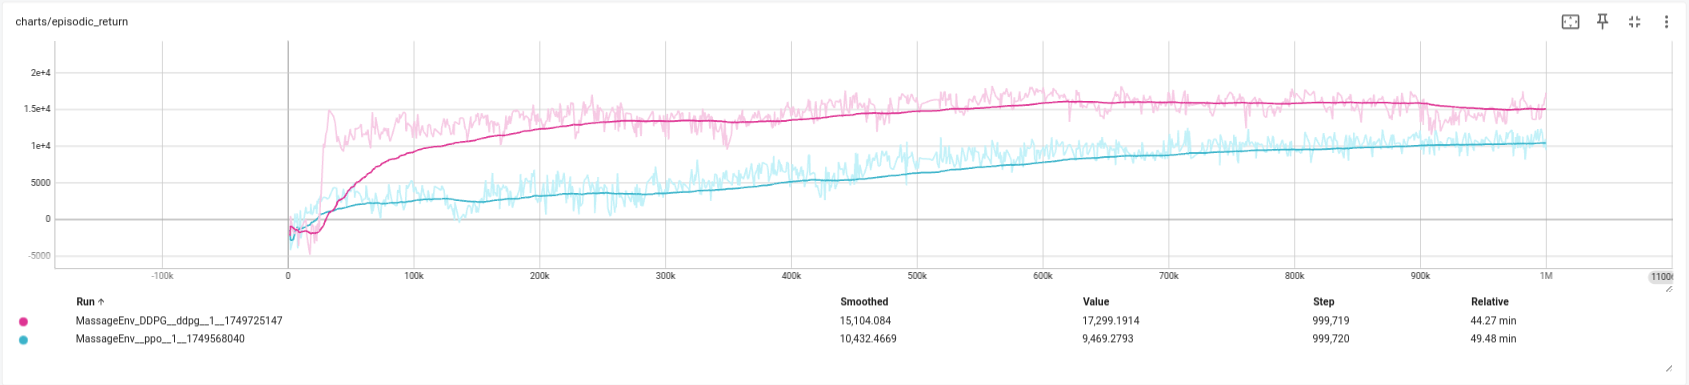 charts/episodic_return
2e+4
1.5e+4
1e+4
5000
0
-5000
-100k 0 100k 200k 300k 400k 500k 600k 700k 800k 900k 1M 1100k
Run ↑ Smoothed Value Step Relative
MassageEnv_DDPG__ddpg__1__1749725147 15,104.084 17,299.1914 999,719 44.27 min
MassageEnv__ppo__1__1749568040 10,432.4669 9,469.2793 999,720 49.48 min